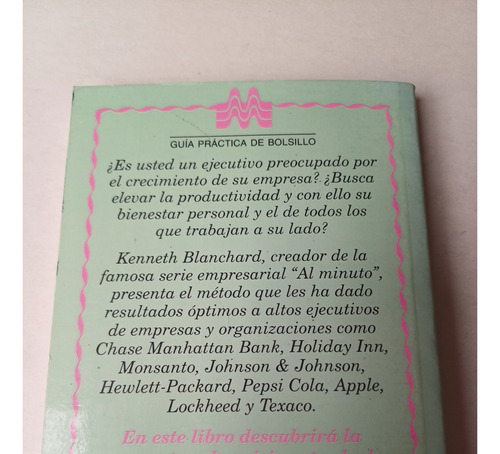 GUÍA PRÁCTICA DE BOLSILLO
¿Es usted un ejecutivo preocupado por
el crecimiento de su empresa? ¿Busca
elevar la productividad y con ello su
bienestar personal y el de todos los
que trabajan a su lado?
Kenneth Blanchard, creador de la
famosa serie empresarial “Al minuto”,
presenta el método que les ha dado
resultados óptimos a altos ejecutivos
de empresas y organizaciones como
Chase Manhattan Bank, Holiday Inn,
Monsanto, Johnson & Johnson,
Hewlett-Packard, Pepsi Cola, Apple,
Lockheed y Texaco.
En este libro descubrirá la